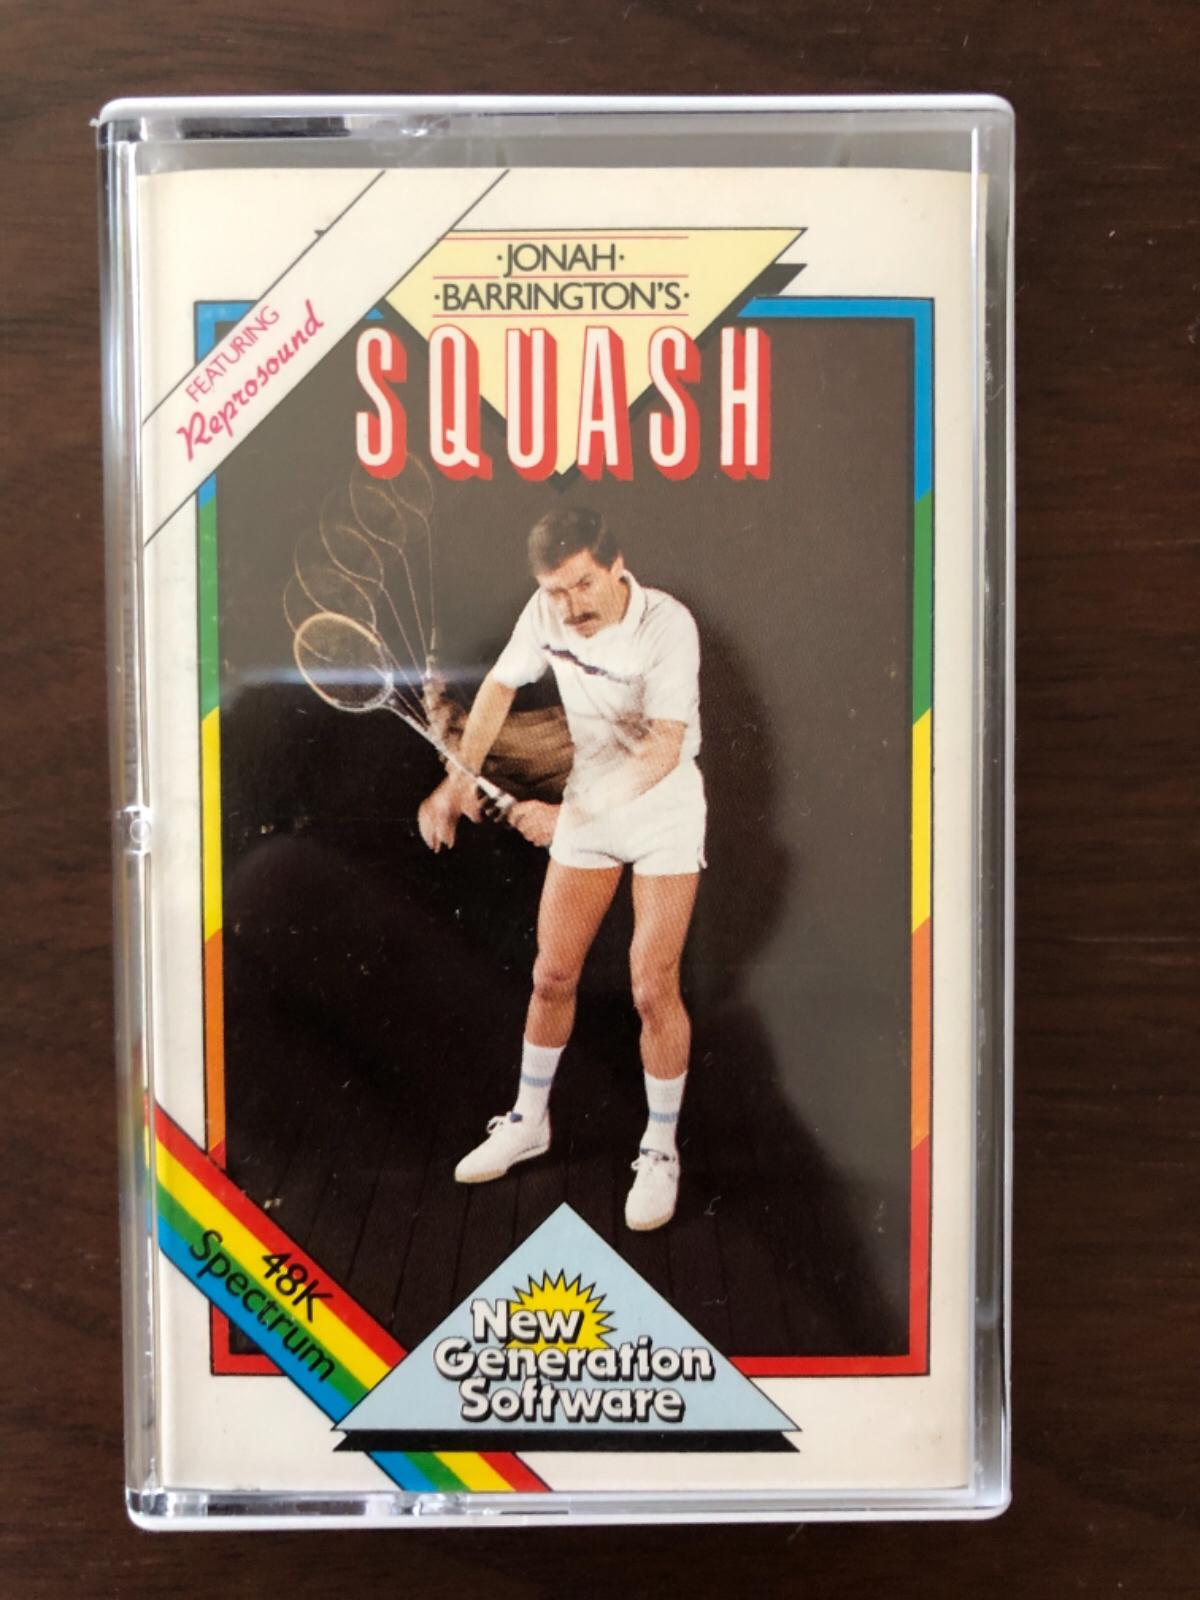 FEATURING
Reprosound
·JONAH·
·BARRINGTON'S·
SQUASH
48K
Spectrum
New
Generation
Software